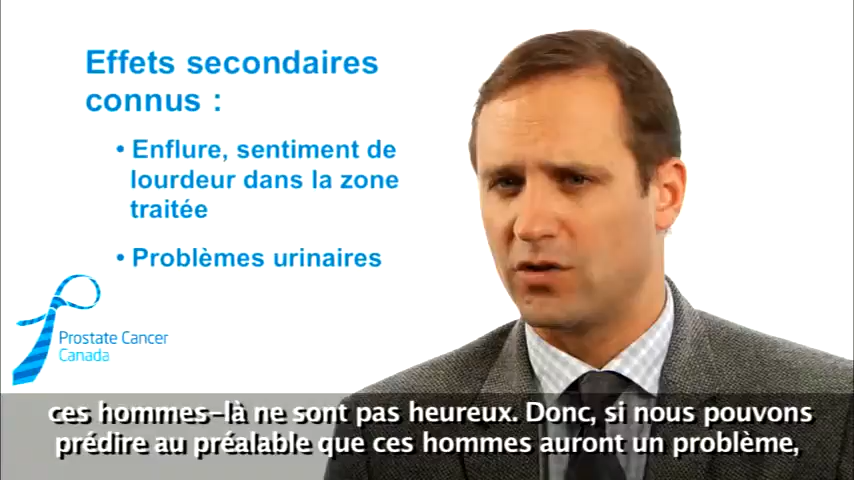 Effets secondaires
connus :
• Enflure, sentiment de
lourdeur dans la zone
traitée
• Problèmes urinaires
Prostate Cancer
Canada
ces hommes-là ne sont pas heureux. Donc, si nous pouvons
prédire au préalable que ces hommes auront un problème,